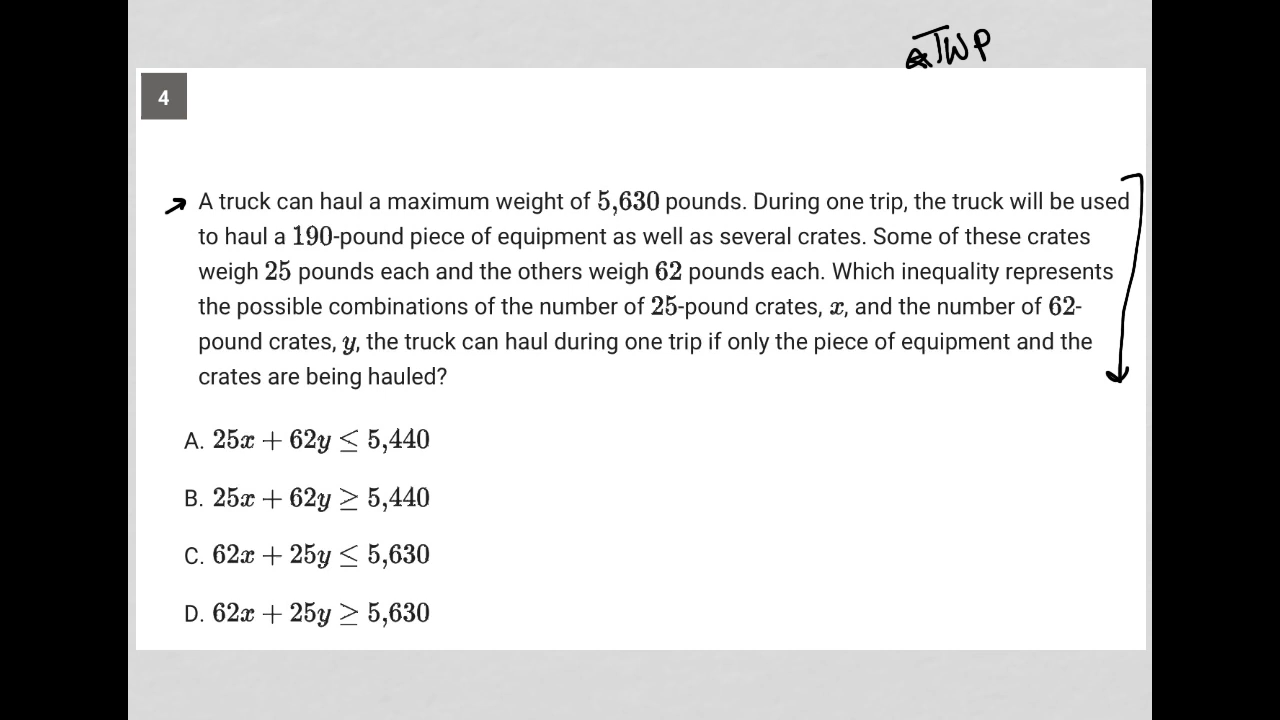 TWP
4
A truck can haul a maximum weight of 5,630 pounds. During one trip, the truck will be used
to haul a 190-pound piece of equipment as well as several crates. Some of these crates
weigh 25 pounds each and the others weigh 62 pounds each. Which inequality represents
the possible combinations of the number of 25-pound crates, x, and the number of 62-
pound crates, y, the truck can haul during one trip if only the piece of equipment and the
crates are being hauled?
A. 25x + 62y ≤ 5,440
B. 25x + 62y ≥ 5,440
C. 62x + 25y ≤ 5,630
D. 62x + 25y ≥ 5,630